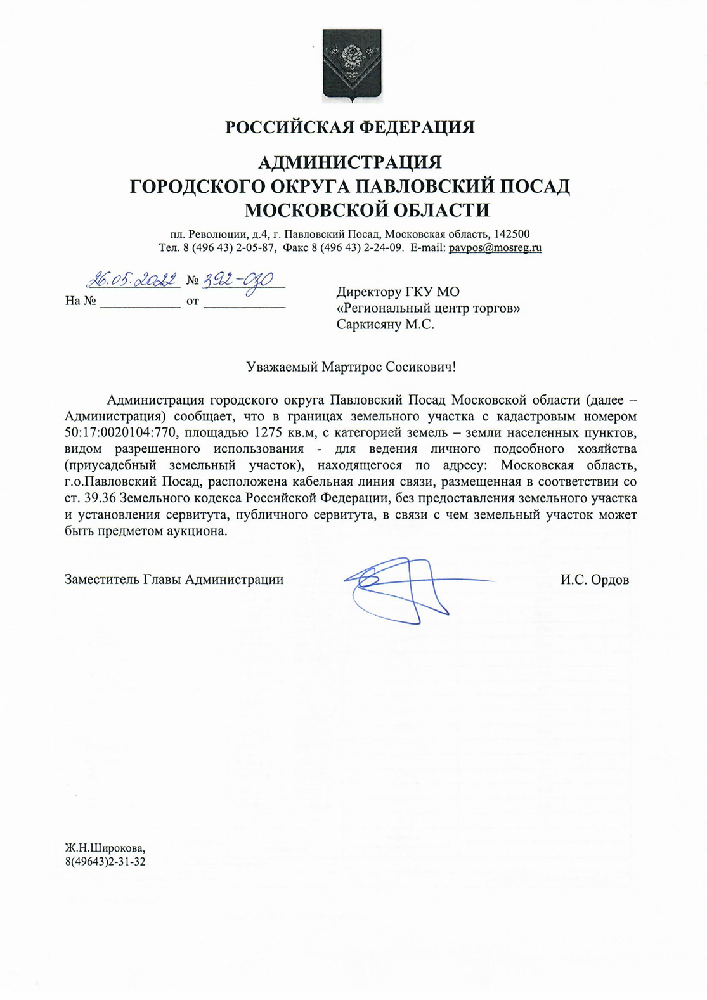 РОССИЙСКАЯ ФЕДЕРАЦИЯ
АДМИНИСТРАЦИЯ
ГОРОДСКОГО ОКРУГА ПАВЛОВСКИЙ ПОСАД
МОСКОВСКОЙ ОБЛАСТИ
пл. Революции, д.4, г. Павловский Посад, Московская область, 142500
Тел. 8 (496 43) 2-05-87, Факс 8 (496 43) 2-24-09. E-mail: pavpos@mosreg.ru
26.05.2022 № 392-ОЗО
На № ____________ от ____________
Директору ГКУ МО
«Региональный центр торгов»
Саркисяну М.С.
Уважаемый Мартирос Сосикович!
Администрация городского округа Павловский Посад Московской области (далее –
Администрация) сообщает, что в границах земельного участка с кадастровым номером
50:17:0020104:770, площадью 1275 кв.м, с категорией земель – земли населенных пунктов,
видом разрешенного использования - для ведения личного подсобного хозяйства
(приусадебный земельный участок), находящегося по адресу: Московская область,
г.о.Павловский Посад, расположена кабельная линия связи, размещенная в соответствии со
ст. 39.36 Земельного кодекса Российской Федерации, без предоставления земельного участка
и установления сервитута, публичного сервитута, в связи с чем земельный участок может
быть предметом аукциона.
Заместитель Главы Администрации И.С. Ордов
Ж.Н.Широкова,
8(49643)2-31-32